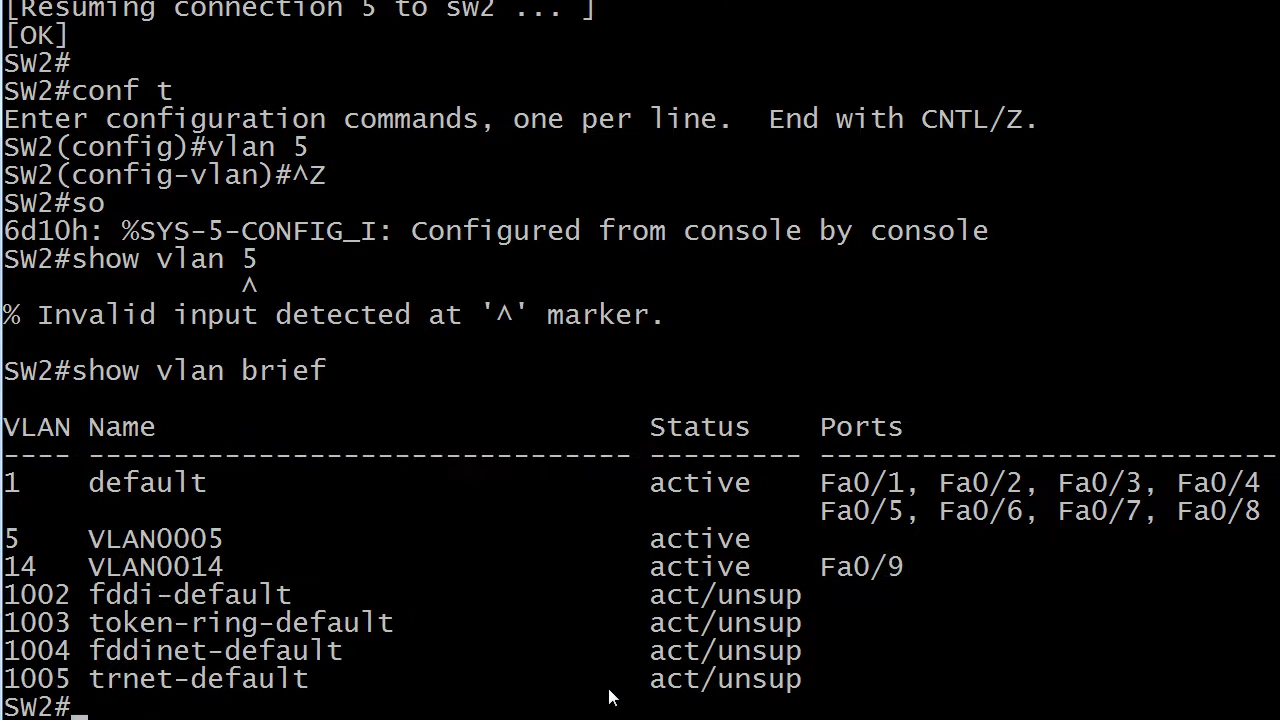 [Resuming connection 5 to sw2 ... ]
[OK]
SW2#
SW2#conf t
Enter configuration commands, one per line.  End with CNTL/Z.
SW2(config)#vlan 5
SW2(config-vlan)#^Z
SW2#so
6d10h: %SYS-5-CONFIG_I: Configured from console by console
SW2#show vlan 5
^
% Invalid input detected at '^' marker.
SW2#show vlan brief
VLAN Name                             Status    Ports
---- -------------------------------- --------- ---------------------------
1    default                          active    Fa0/1, Fa0/2, Fa0/3, Fa0/4
Fa0/5, Fa0/6, Fa0/7, Fa0/8
5    VLAN0005                         active
14   VLAN0014                         active    Fa0/9
1002 fddi-default                     act/unsup
1003 token-ring-default               act/unsup
1004 fddinet-default                  act/unsup
1005 trnet-default                    act/unsup
SW2#